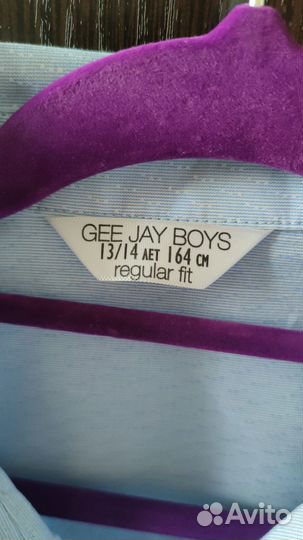 GEE JAY BOYS
13/14 ЛЕТ 164 СМ
regular fit
Avito